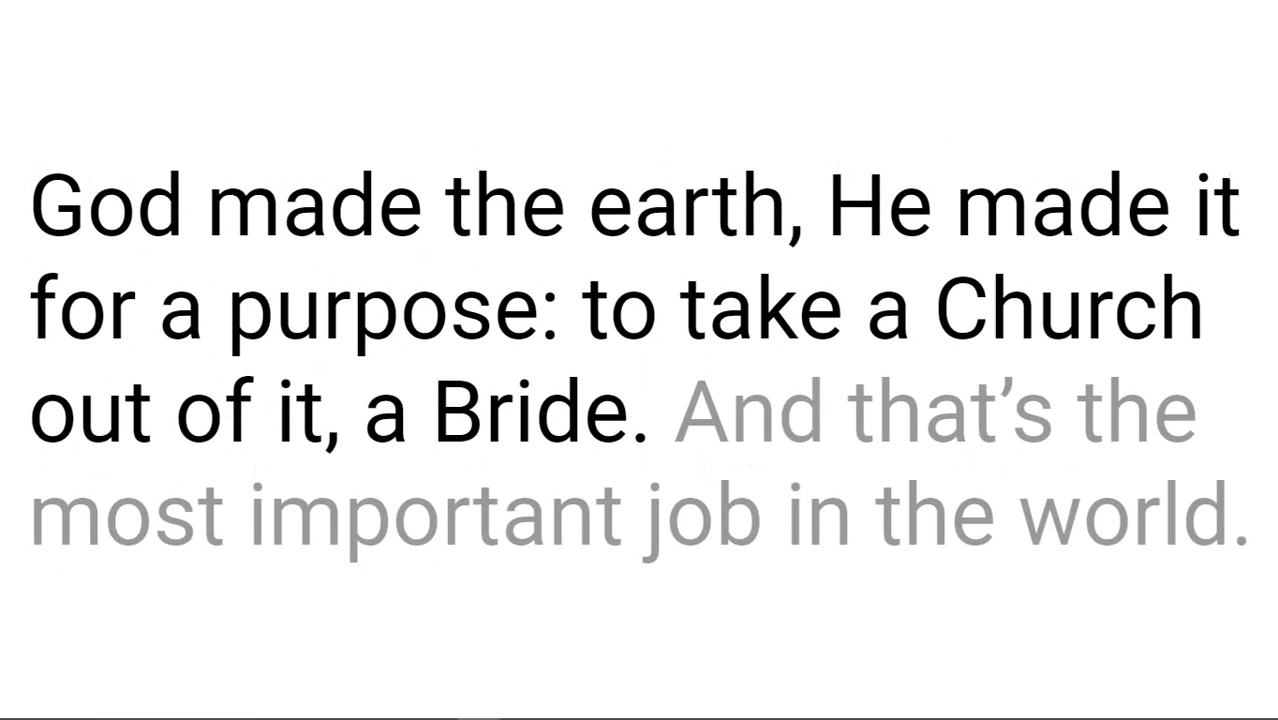 God made the earth, He made it
for a purpose: to take a Church
out of it, a Bride. And that’s the
most important job in the world.